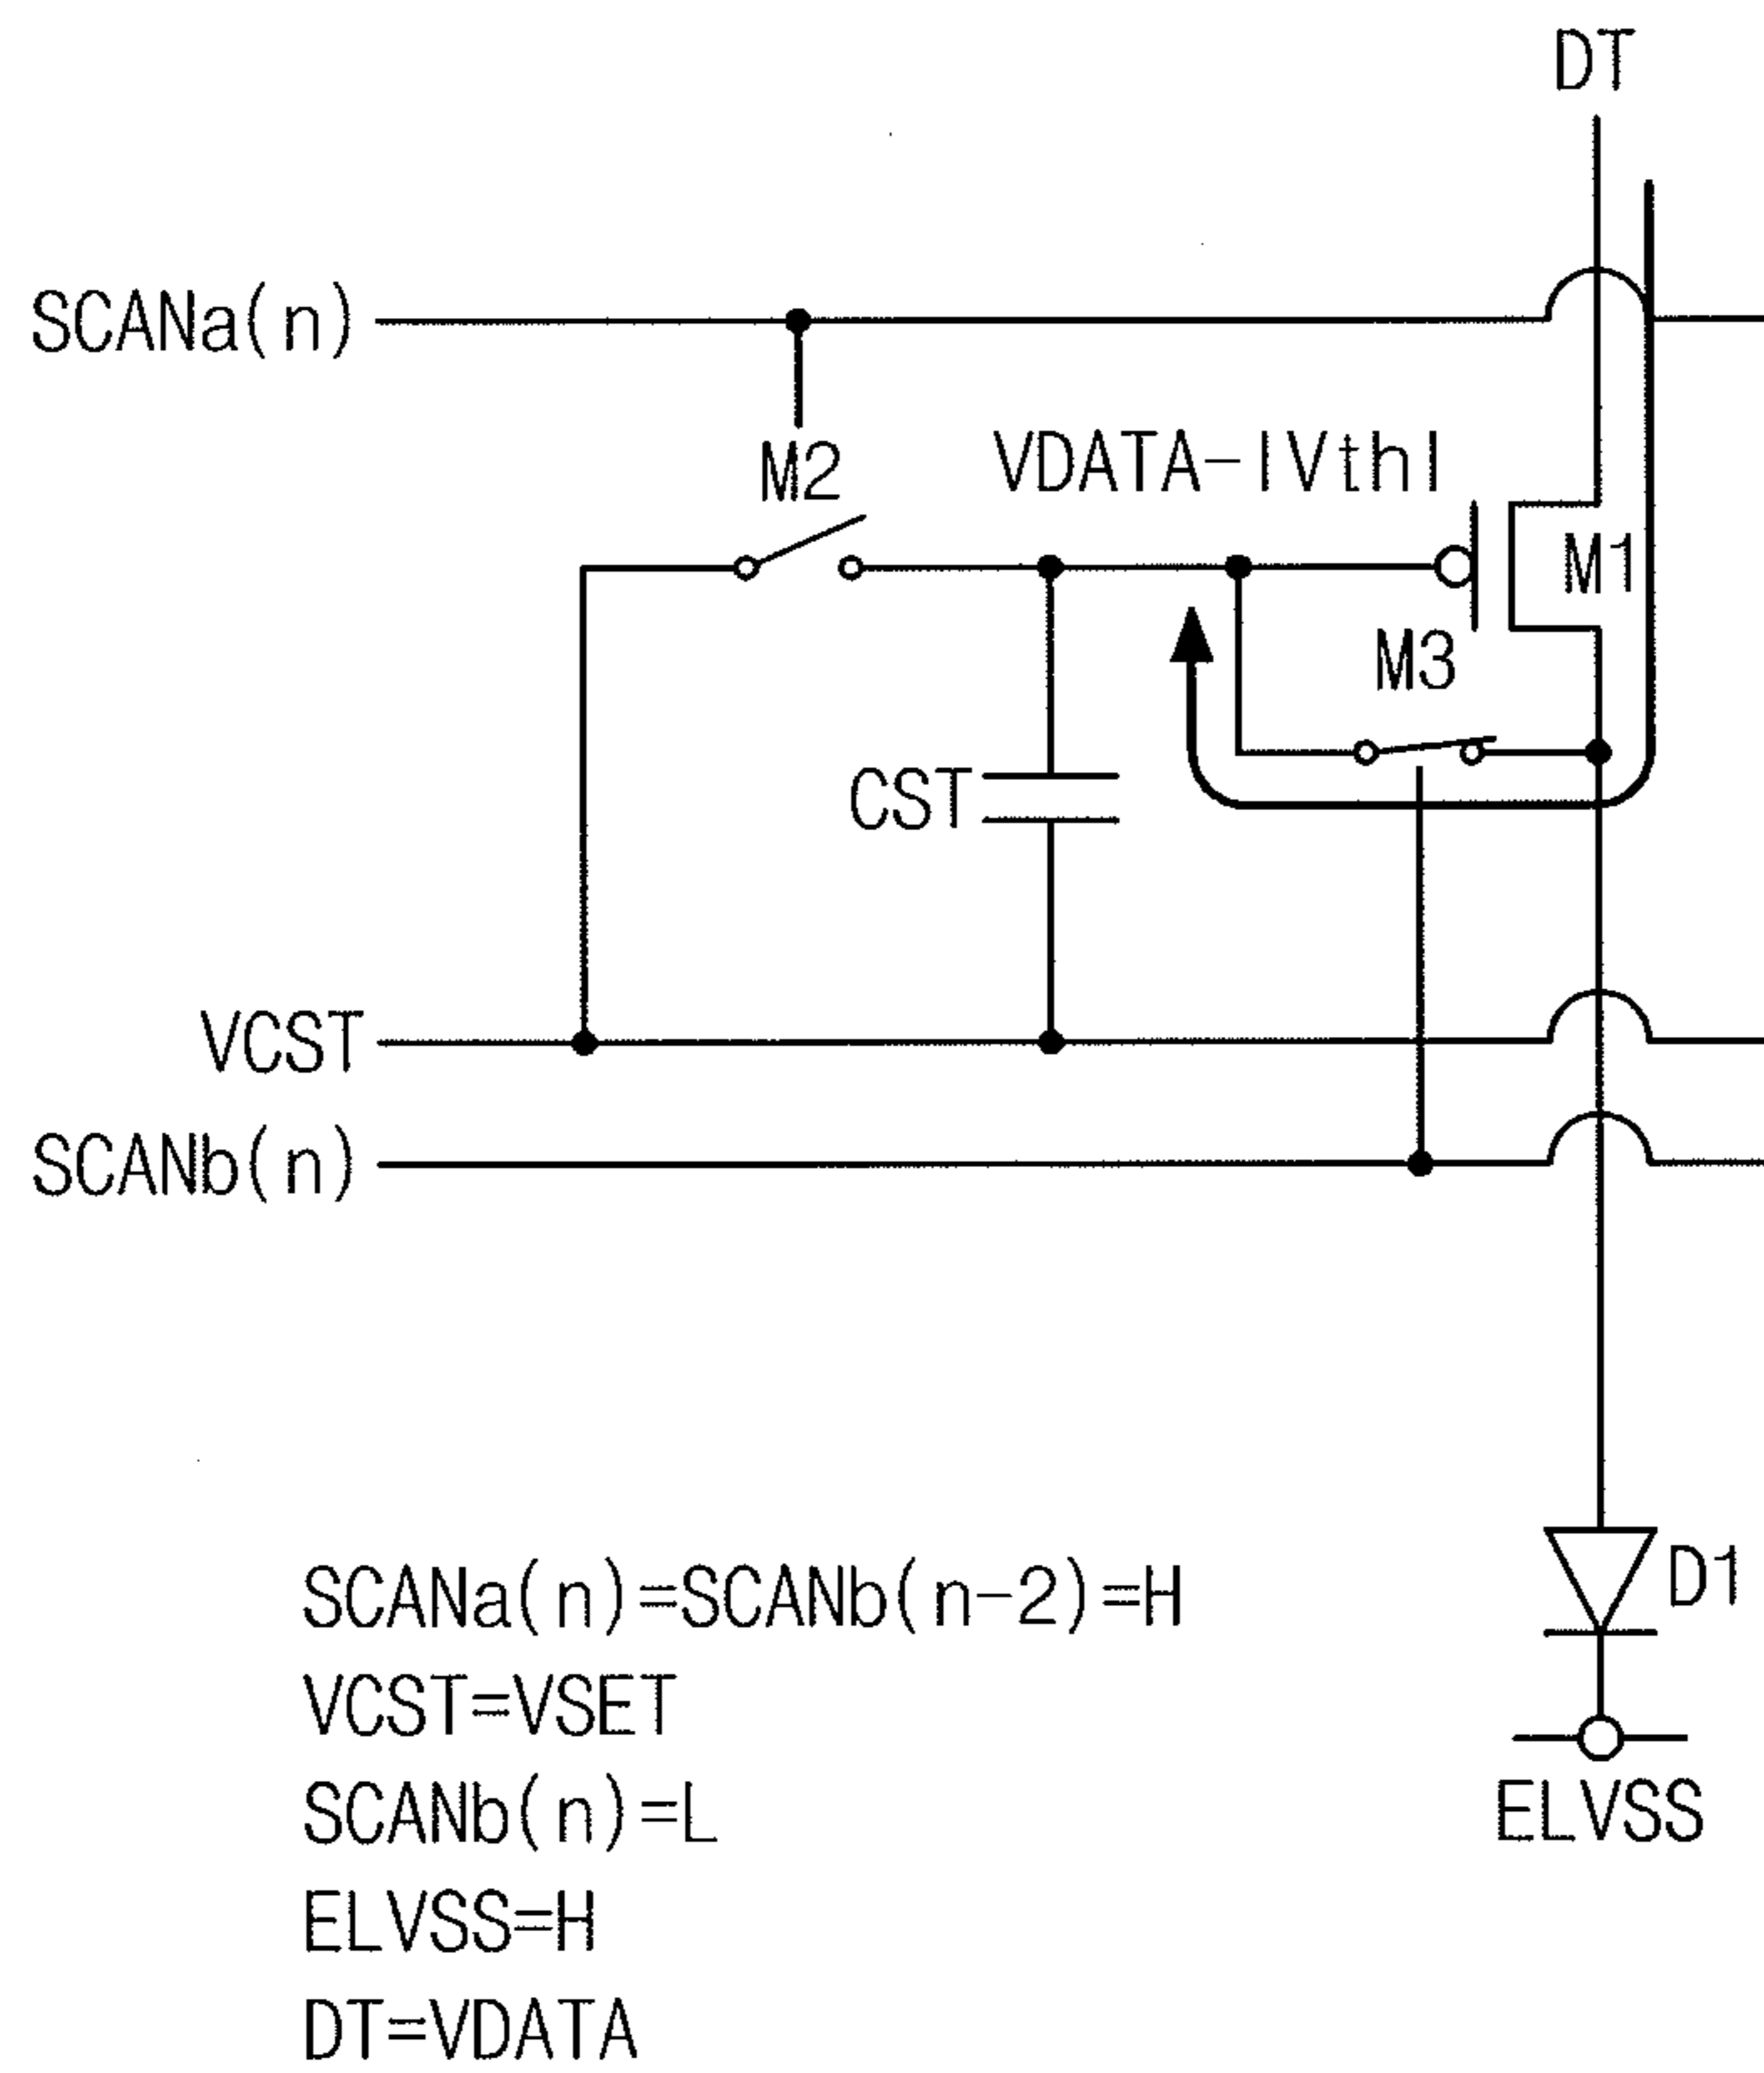 DT
SCANa(n)
M2
VDATA-|Vth|
M1
M3
CST
VCST
SCANb(n)
D1
SCANa(n)=SCANb(n-2)=H
VCST=VSET
SCANb(n)=L
ELVSS
ELVSS=H
DT=VDATA